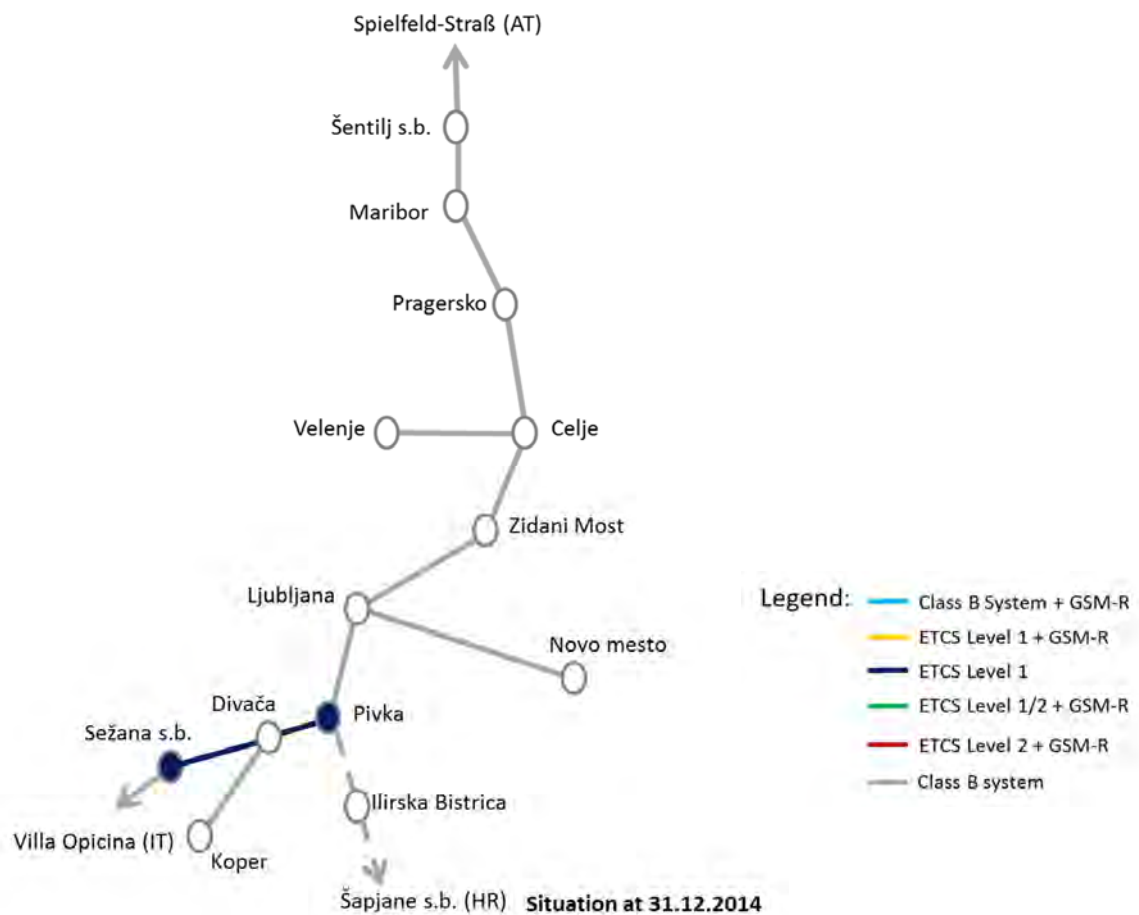 Spielfeld-Straß (AT)
Šentilj s.b.
Maribor
Pragersko
Velenje
Celje
Zidani Most
Ljubljana
Novo mesto
Divača
Pivka
Sežana s.b.
Ilirska Bistrica
Villa Opicina (IT)
Koper
Šapjane s.b. (HR)
Situation at 31.12.2014
Legend:
Class B System + GSM-R
ETCS Level 1 + GSM-R
ETCS Level 1
ETCS Level 1/2 + GSM-R
ETCS Level 2 + GSM-R
Class B system